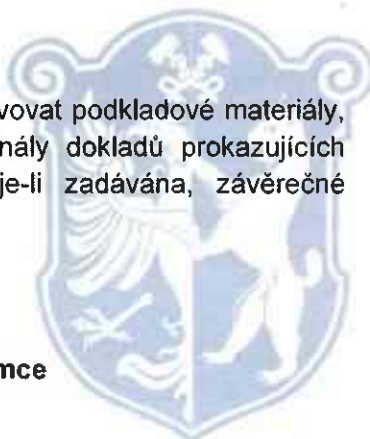 vovat podkladové materiály,
nály dokladů prokazujících
je-li zadávána, závěrečné
mce